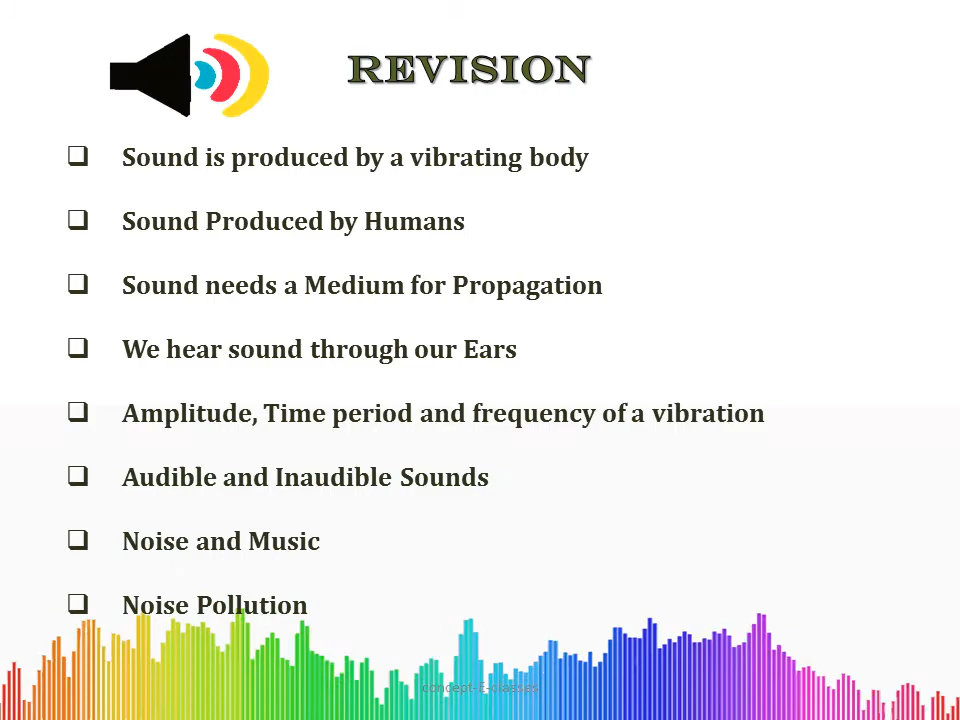 REVISION
❑ Sound is produced by a vibrating body
❑ Sound Produced by Humans
❑ Sound needs a Medium for Propagation
❑ We hear sound through our Ears
❑ Amplitude, Time period and frequency of a vibration
❑ Audible and Inaudible Sounds
❑ Noise and Music
❑ Noise Pollution
concept-E-classes